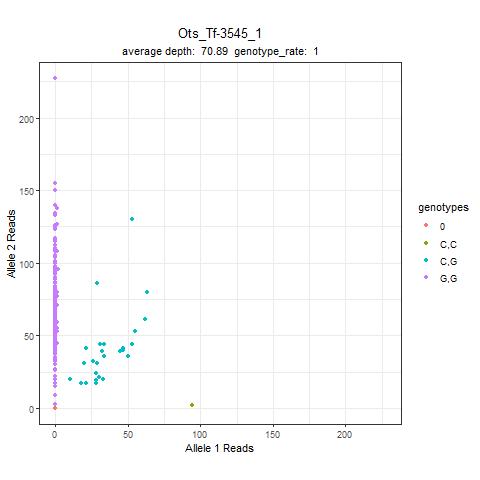 Ots_Tf-3545_1
average depth: 70.89 genotype_rate: 1
200
150
100
50
0
Allele 2 Reads
0 50 100 150 200
Allele 1 Reads
genotypes
0
C,C
C,G
G,G